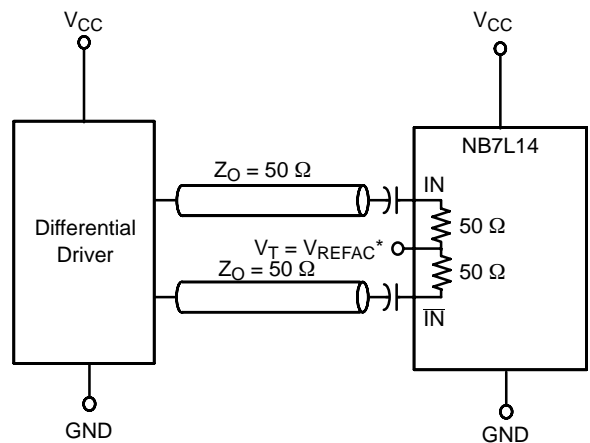 VCC
VCC
NB7L14
ZO = 50 Ω
IN
Differential
Driver
50 Ω
VT = VREFAC*
ZO = 50 Ω
50 Ω
IN
GND
GND